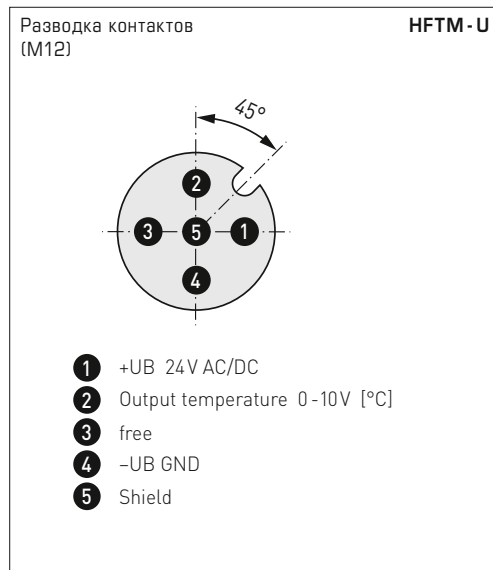 Разводка контактов HFTM-U
(M12)
45°
2
3 5 1
4
1 +UB 24V AC/DC
2 Output temperature 0-10V [°C]
3 free
4 –UB GND
5 Shield